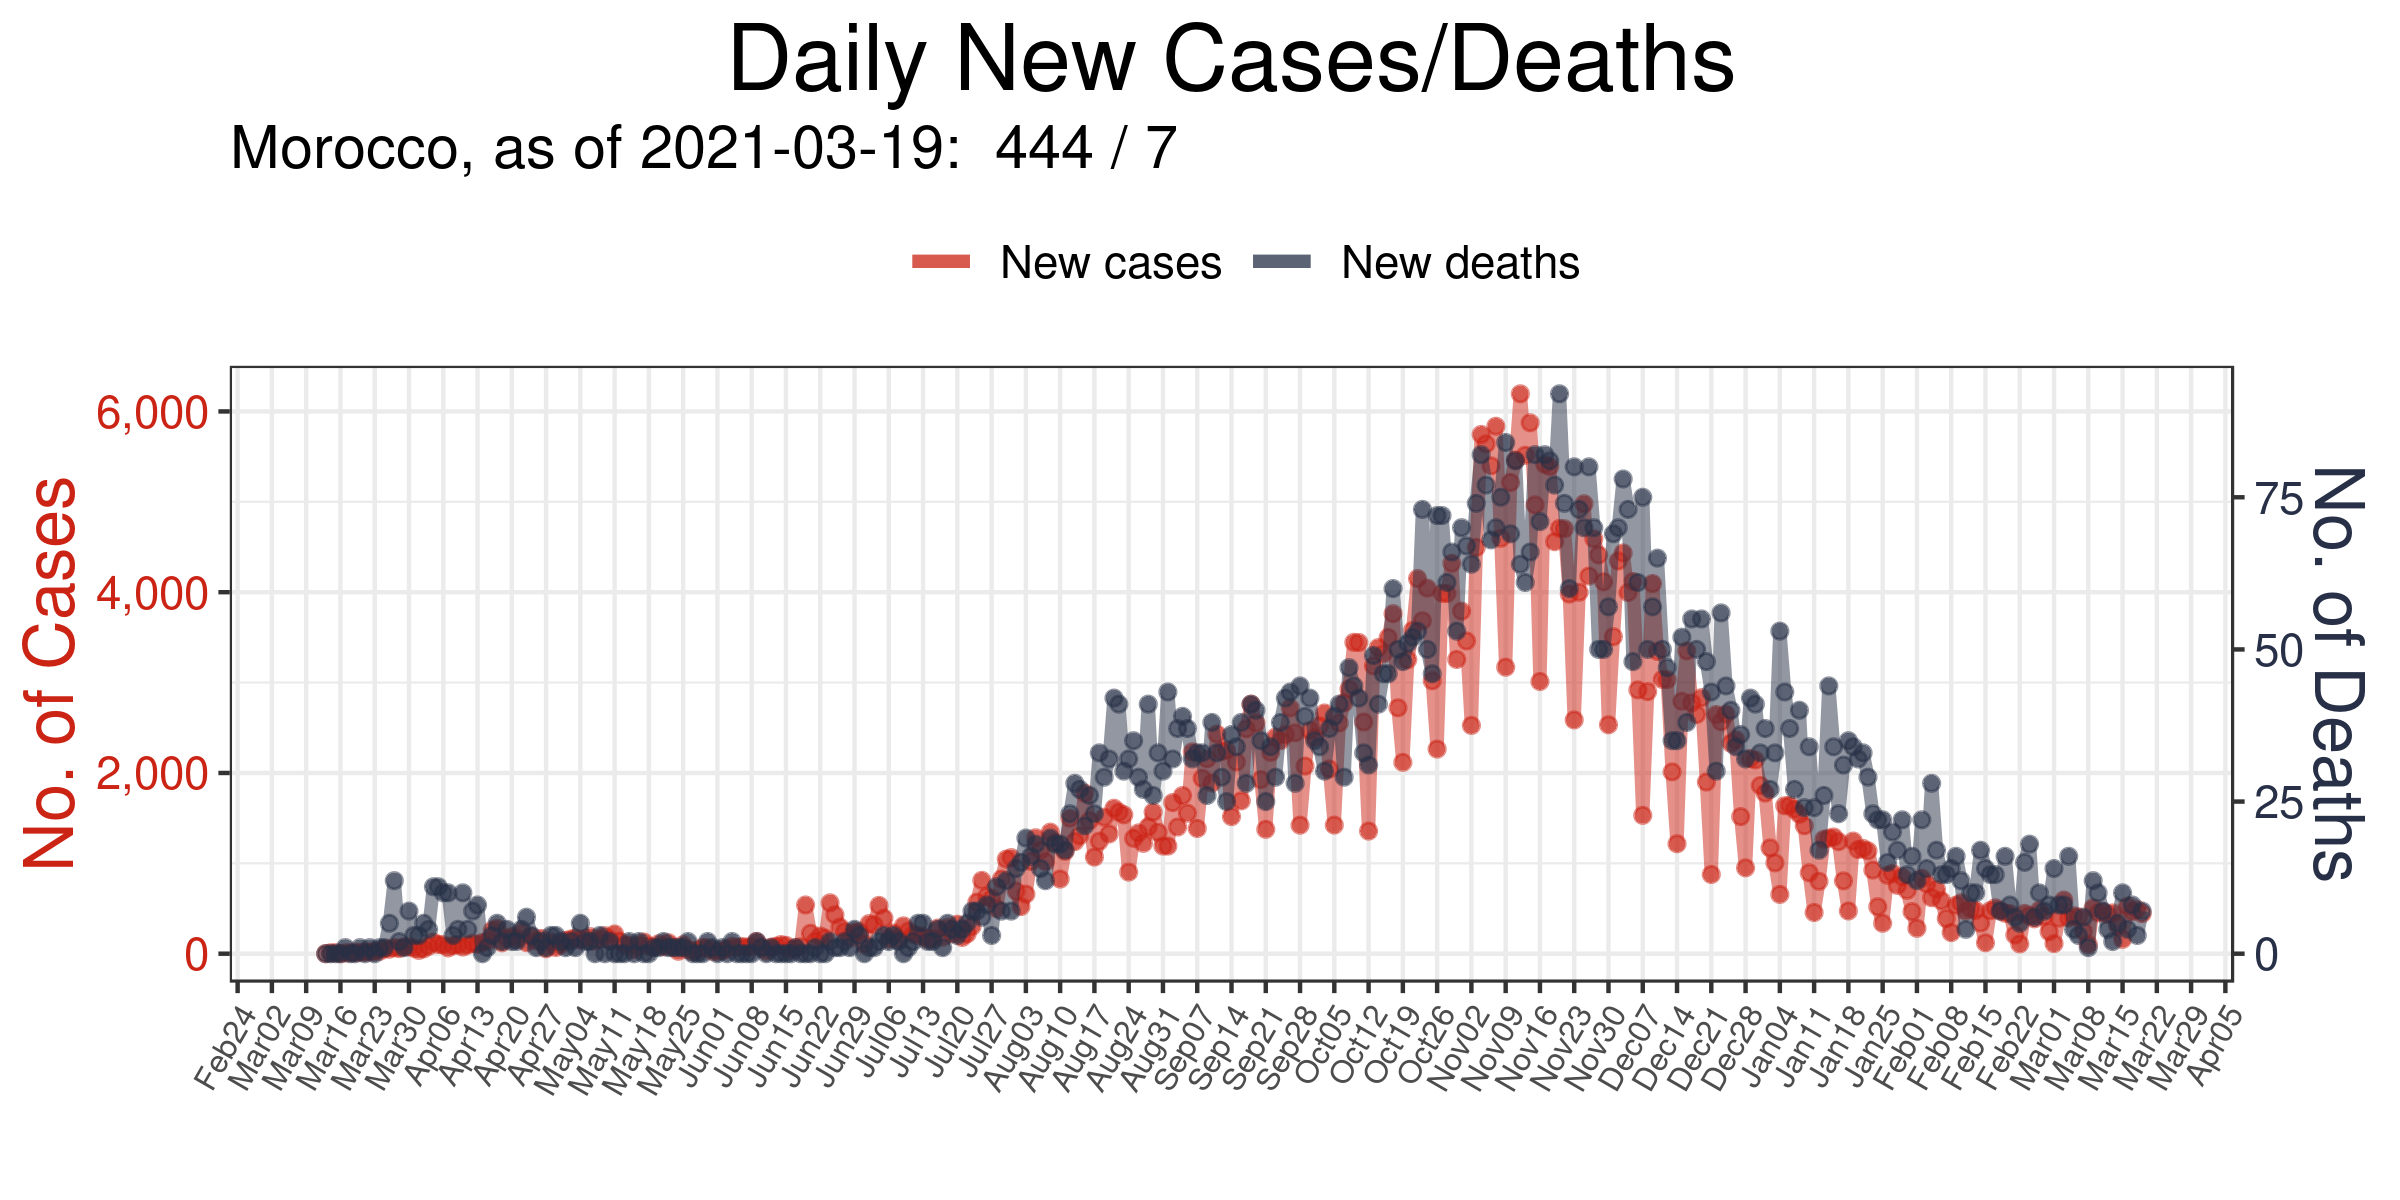 Daily New Cases/Deaths
Morocco, as of 2021-03-19: 444 / 7
New cases
New deaths
No. of Cases
6,000
4,000
2,000
0
75
50
25
0
No. of Deaths
Feb24
Mar02
Mar09
Mar16
Mar23
Mar30
Apr06
Apr13
Apr20
Apr27
May04
May11
May18
May25
Jun01
Jun08
Jun15
Jun22
Jun29
Jul06
Jul13
Jul20
Jul27
Aug03
Aug10
Aug17
Aug24
Aug31
Sep07
Sep14
Sep21
Sep28
Oct05
Oct12
Oct19
Oct26
Nov02
Nov09
Nov16
Nov23
Nov30
Dec07
Dec14
Dec21
Dec28
Jan04
Jan11
Jan18
Jan25
Feb01
Feb08
Feb15
Feb22
Mar01
Mar08
Mar15
Mar22
Mar29
Apr05